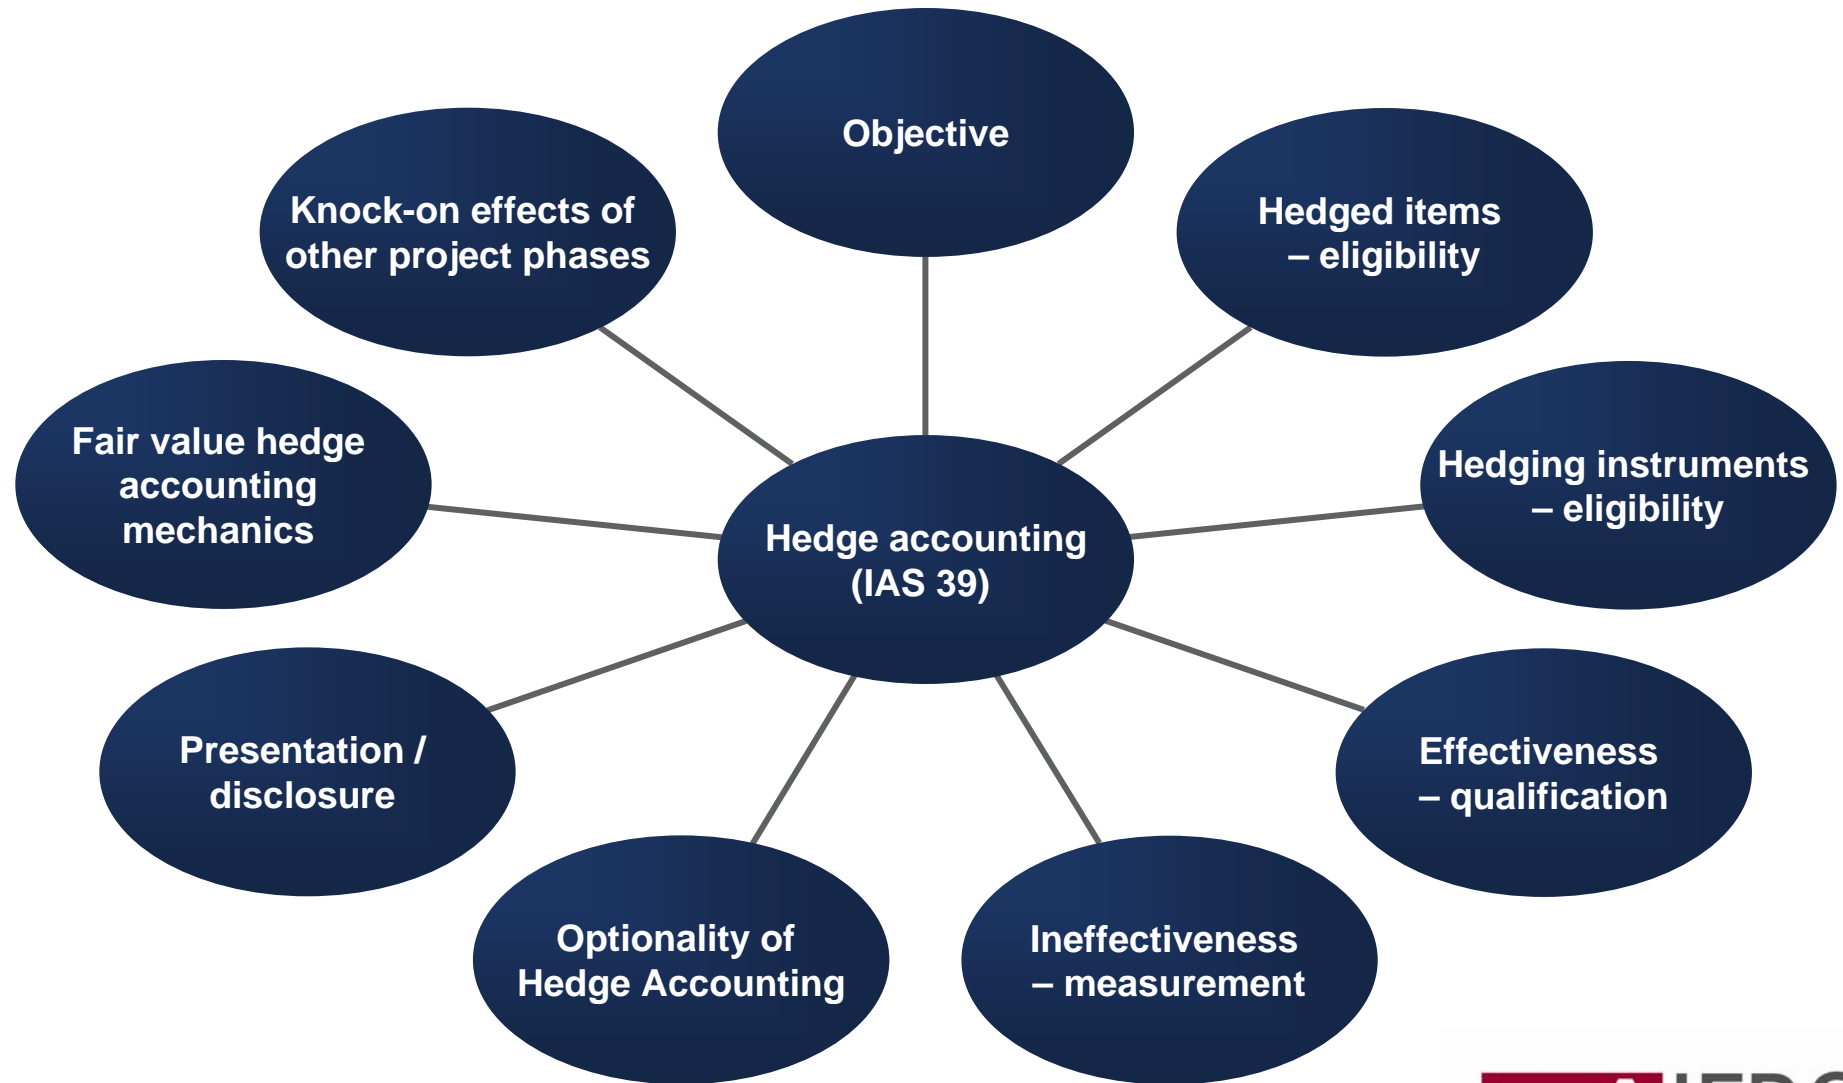 Objective
Knock-on effects of
other project phases
Hedged items
– eligibility
Fair value hedge
accounting
mechanics
Hedging instruments
– eligibility
Hedge accounting
(IAS 39)
Presentation /
disclosure
Effectiveness
– qualification
Optionality of
Hedge Accounting
Ineffectiveness
– measurement